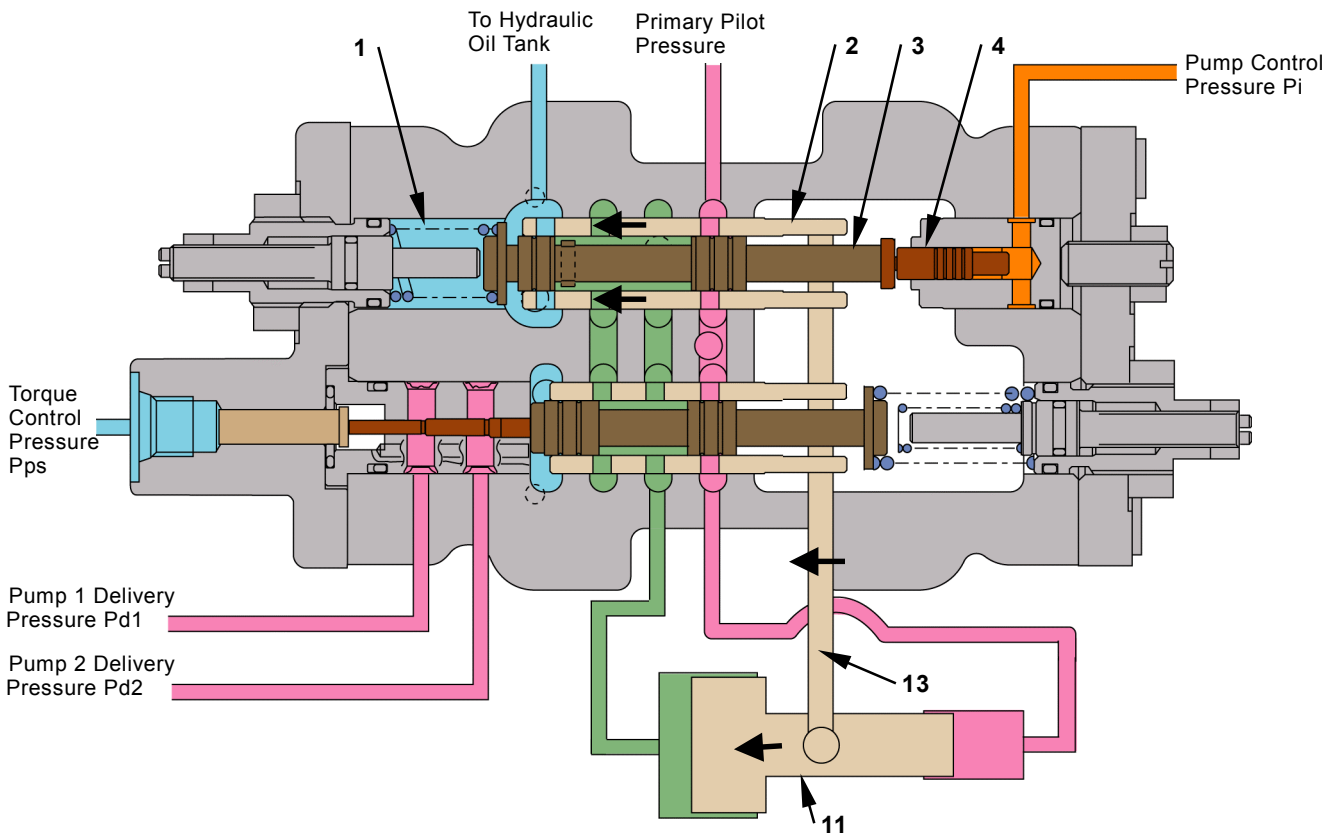 To Hydraulic
Oil Tank
Primary Pilot
Pressure
1
2
3
4
Pump Control
Pressure Pi
Torque
Control
Pressure
Pps
Pump 1 Delivery
Pressure Pd1
Pump 2 Delivery
Pressure Pd2
13
11